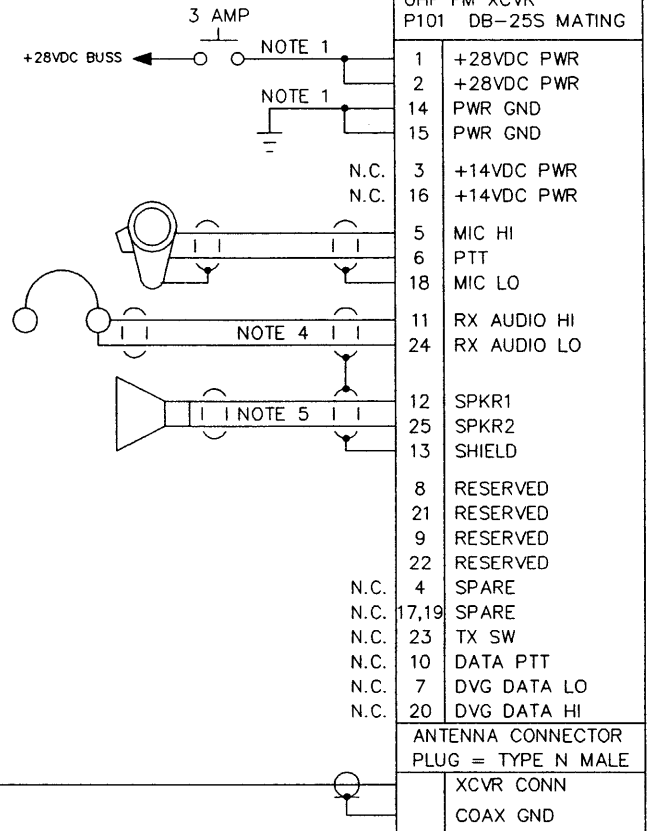 UHF FM XCVR
P101 DB-25S MATING
3 AMP
+28VDC BUSS
NOTE 1
1 +28VDC PWR
2 +28VDC PWR
NOTE 1
14 PWR GND
15 PWR GND
N.C. 3 +14VDC PWR
N.C. 16 +14VDC PWR
5 MIC HI
6 PTT
18 MIC LO
11 RX AUDIO HI
NOTE 4
24 RX AUDIO LO
12 SPKR1
NOTE 5
25 SPKR2
13 SHIELD
8 RESERVED
21 RESERVED
9 RESERVED
22 RESERVED
N.C. 4 SPARE
N.C. 17,19 SPARE
N.C. 23 TX SW
N.C. 10 DATA PTT
N.C. 7 DVG DATA LO
N.C. 20 DVG DATA HI
ANTENNA CONNECTOR
PLUG = TYPE N MALE
XCVR CONN
COAX GND